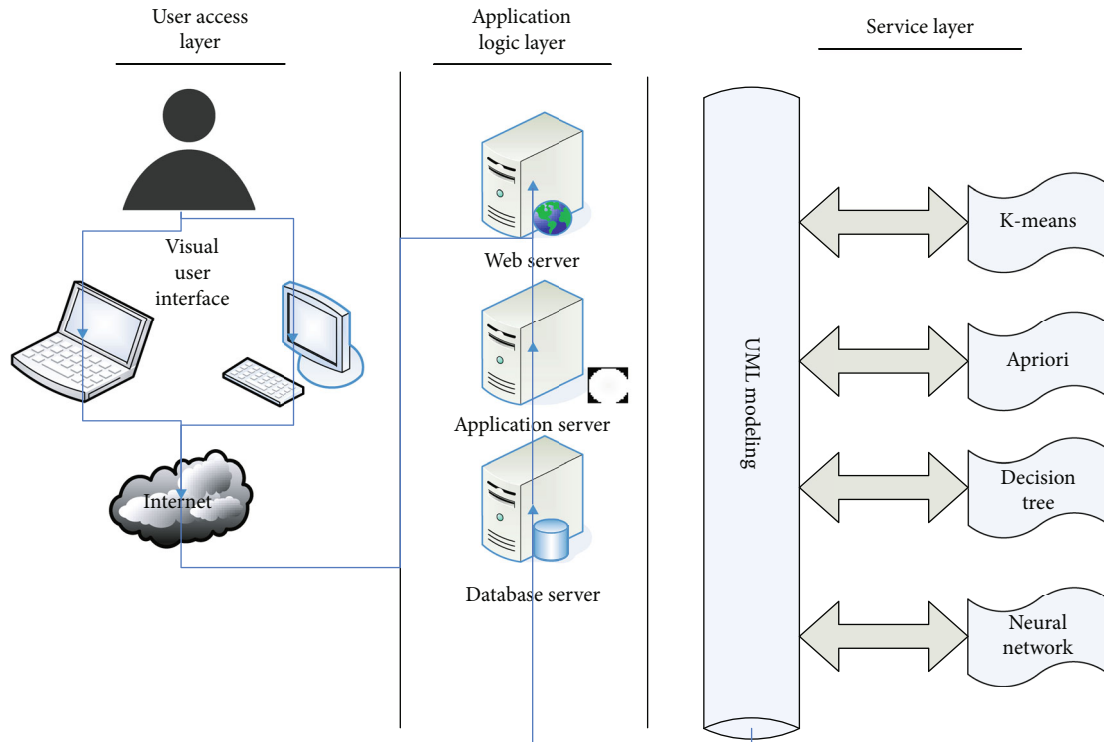 User access
layer
Application
logic layer
Service layer
Visual
user
interface
Internet
Web server
Application server
Database server
UML modeling
K-means
Apriori
Decision
tree
Neural
network